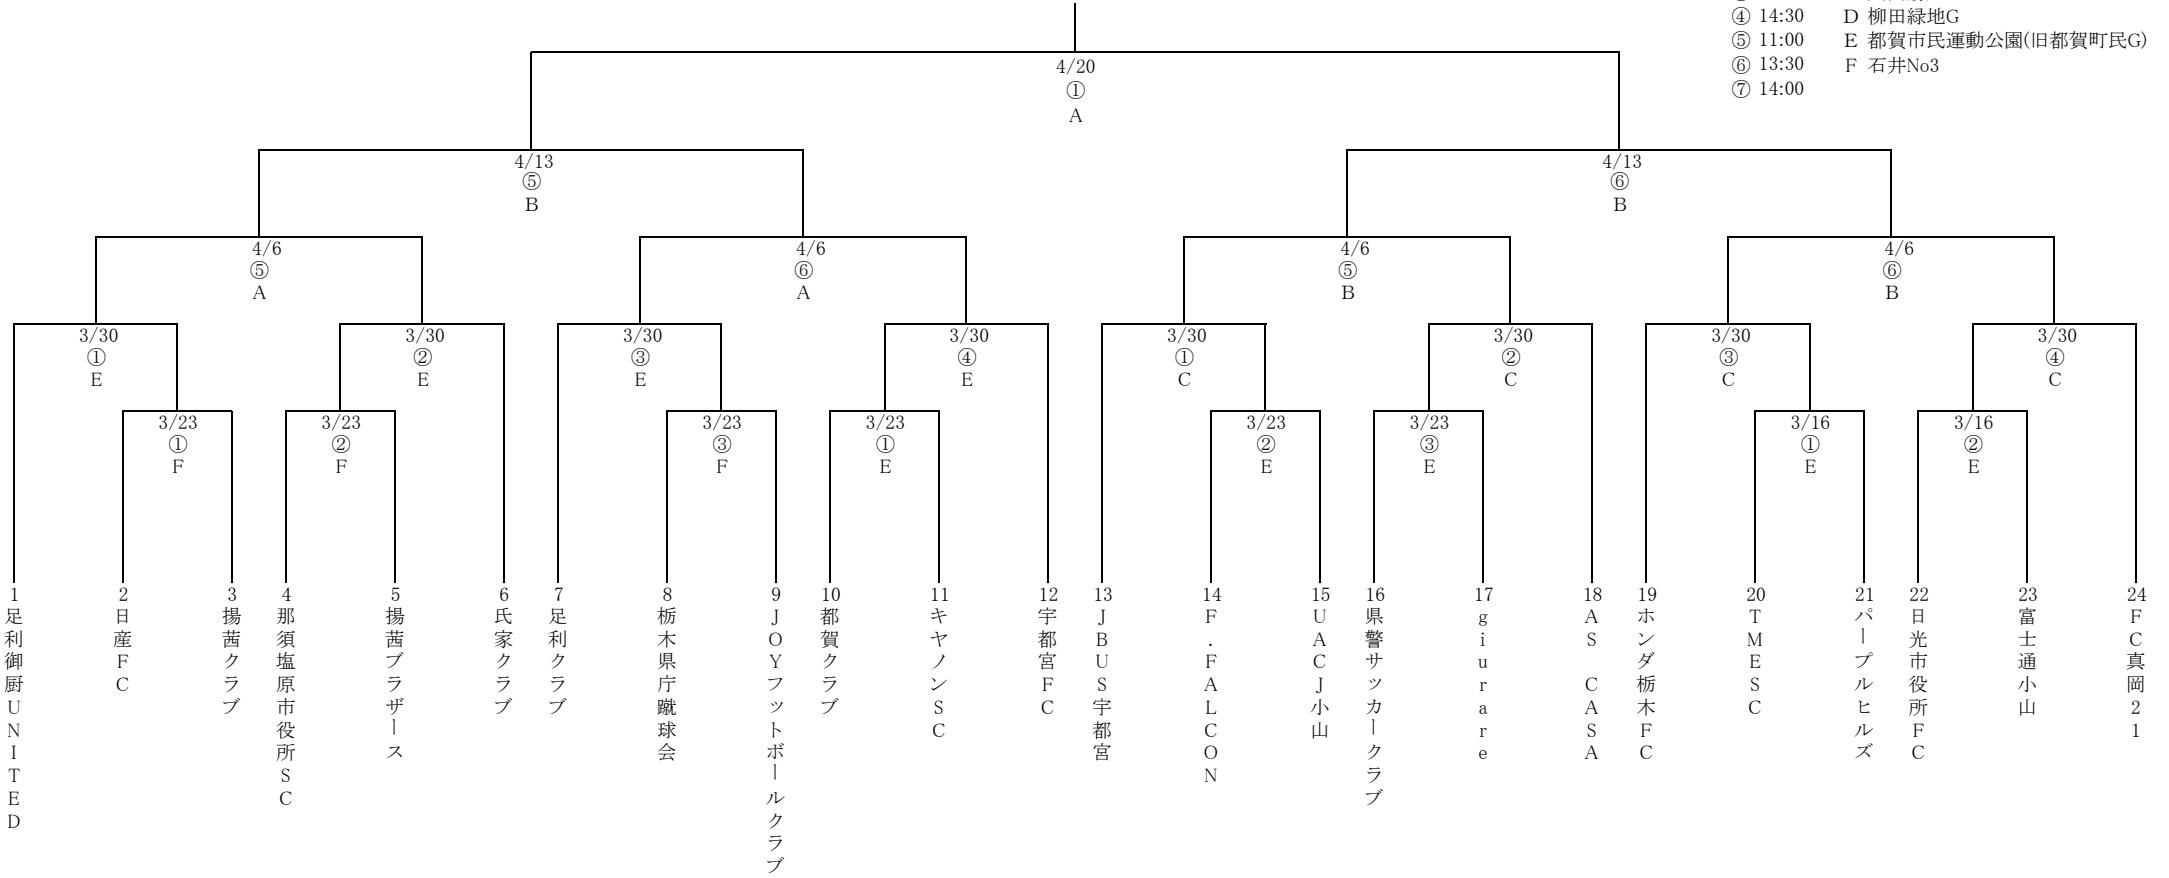 ④ 14:30 D 柳田緑地G
⑤ 11:00 E 都賀市民運動公園(旧都賀町民G)
⑥ 13:30 F 石井No3
⑦ 14:00
4/20
①
A
4/13
⑤
B
4/13
⑥
B
4/6
⑤
A
4/6
⑥
A
4/6
⑤
B
4/6
⑥
B
3/30
①
E
3/30
②
E
3/30
③
E
3/30
④
E
3/30
①
C
3/30
②
C
3/30
③
C
3/30
④
C
3/23
①
F
3/23
②
F
3/23
③
F
3/23
①
E
3/23
②
E
3/23
③
E
3/16
①
E
3/16
②
E
1 足利御厨UNITED
2 日産FC
3 揚茜クラブ
4 那須塩原市役所SC
5 揚茜ブラザース
6 氏家クラブ
7 足利クラブ
8 栃木県庁蹴球会
9 JOYフットボールクラブ
10 都賀クラブ
11 キヤノンSC
12 宇都宮FC
13 JBUS宇都宮
14 F.FALCON
15 UACJ小山
16 県警サッカークラブ
17 giurare
18 AS CASA
19 ホンダ栃木FC
20 TMESC
21 パープルヒルズ
22 日光市役所FC
23 富士通小山
24 FC真岡21